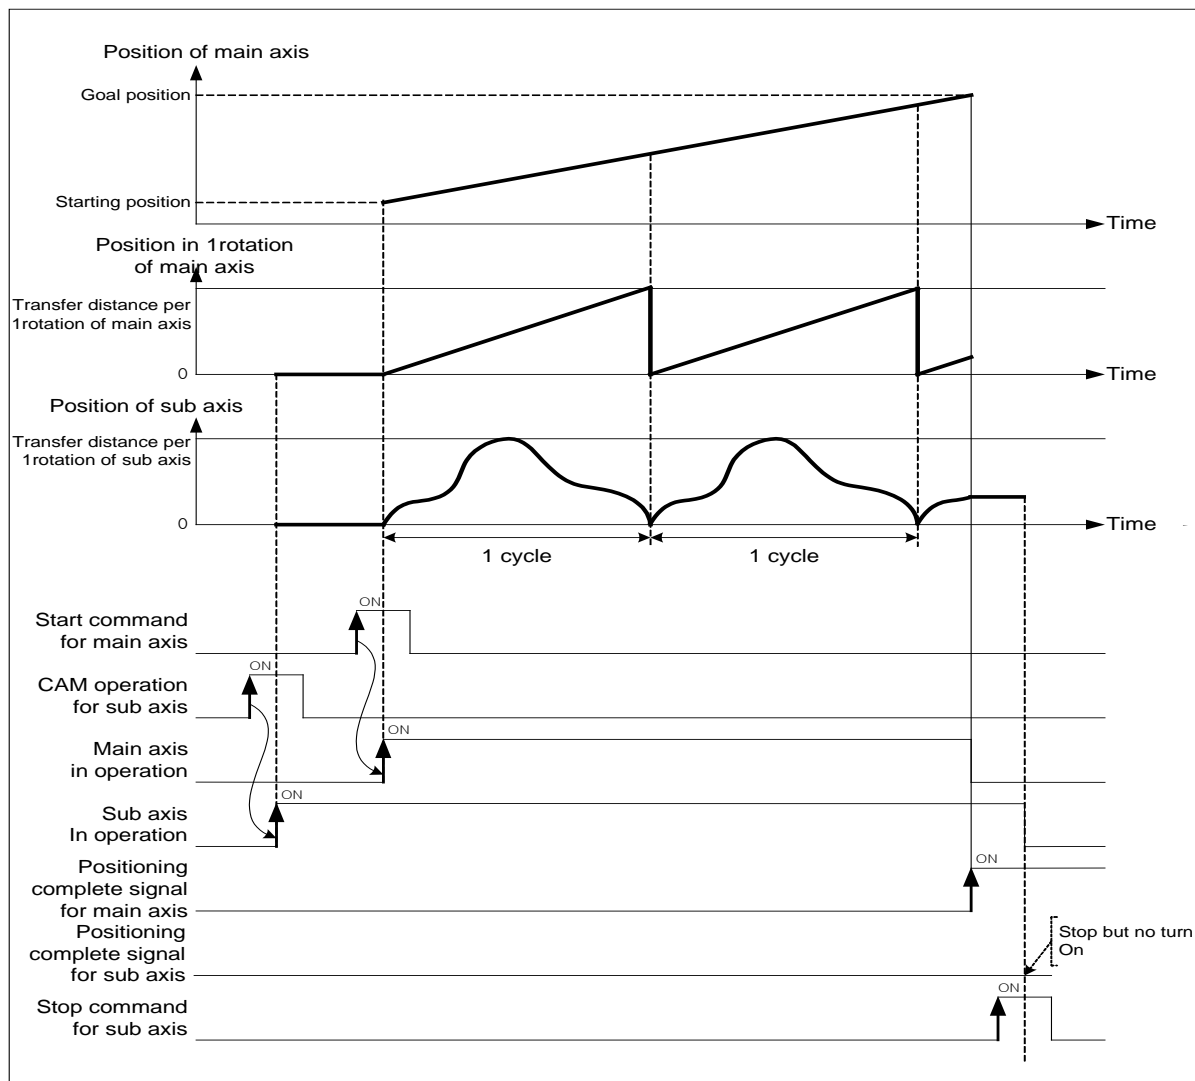 Position of main axis
Goal position
Starting position
Time
Position in 1rotation
of main axis
Transfer distance per
1rotation of main axis
0
Time
Position of sub axis
Transfer distance per
1rotation of sub axis
0
Time
1 cycle
1 cycle
ON
Start command
for main axis
ON
CAM operation
for sub axis
ON
Main axis
in operation
ON
Sub axis
In operation
ON
Positioning
complete signal
for main axis
Positioning
complete signal
for sub axis
Stop but no turn
On
ON
Stop command
for sub axis